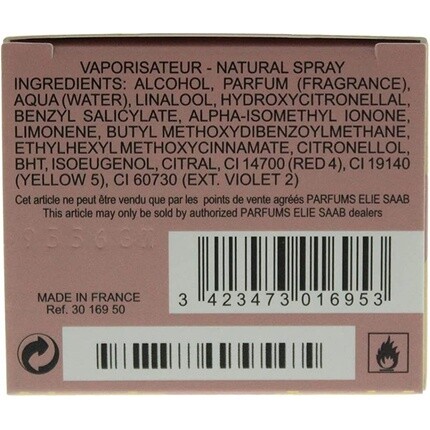 VAPORISATEUR - NATURAL SPRAY
INGREDIENTS: ALCOHOL, PARFUM (FRAGRANCE),
AQUA (WATER), LINALOOL, HYDROXYCITRONELLAL,
BENZYL SALICYLATE, ALPHA-ISOMETHYL IONONE,
LIMONENE, BUTYL METHOXYDIBENZOYLMETHANE,
ETHYLHEXYL METHOXYCINNAMATE, CITRONELLOL,
BHT, ISOEUGENOL, CITRAL, CI 14700 (RED 4), CI 19140
(YELLOW 5), CI 60730 (EXT. VIOLET 2)
Cet article ne peut être vendu que par les points de vente agréés PARFUMS ELIE SAAB
This article may only be sold by authorized PARFUMS ELIE SAAB dealers
MADE IN FRANCE
Ref. 30 169 50
3 423473 016953